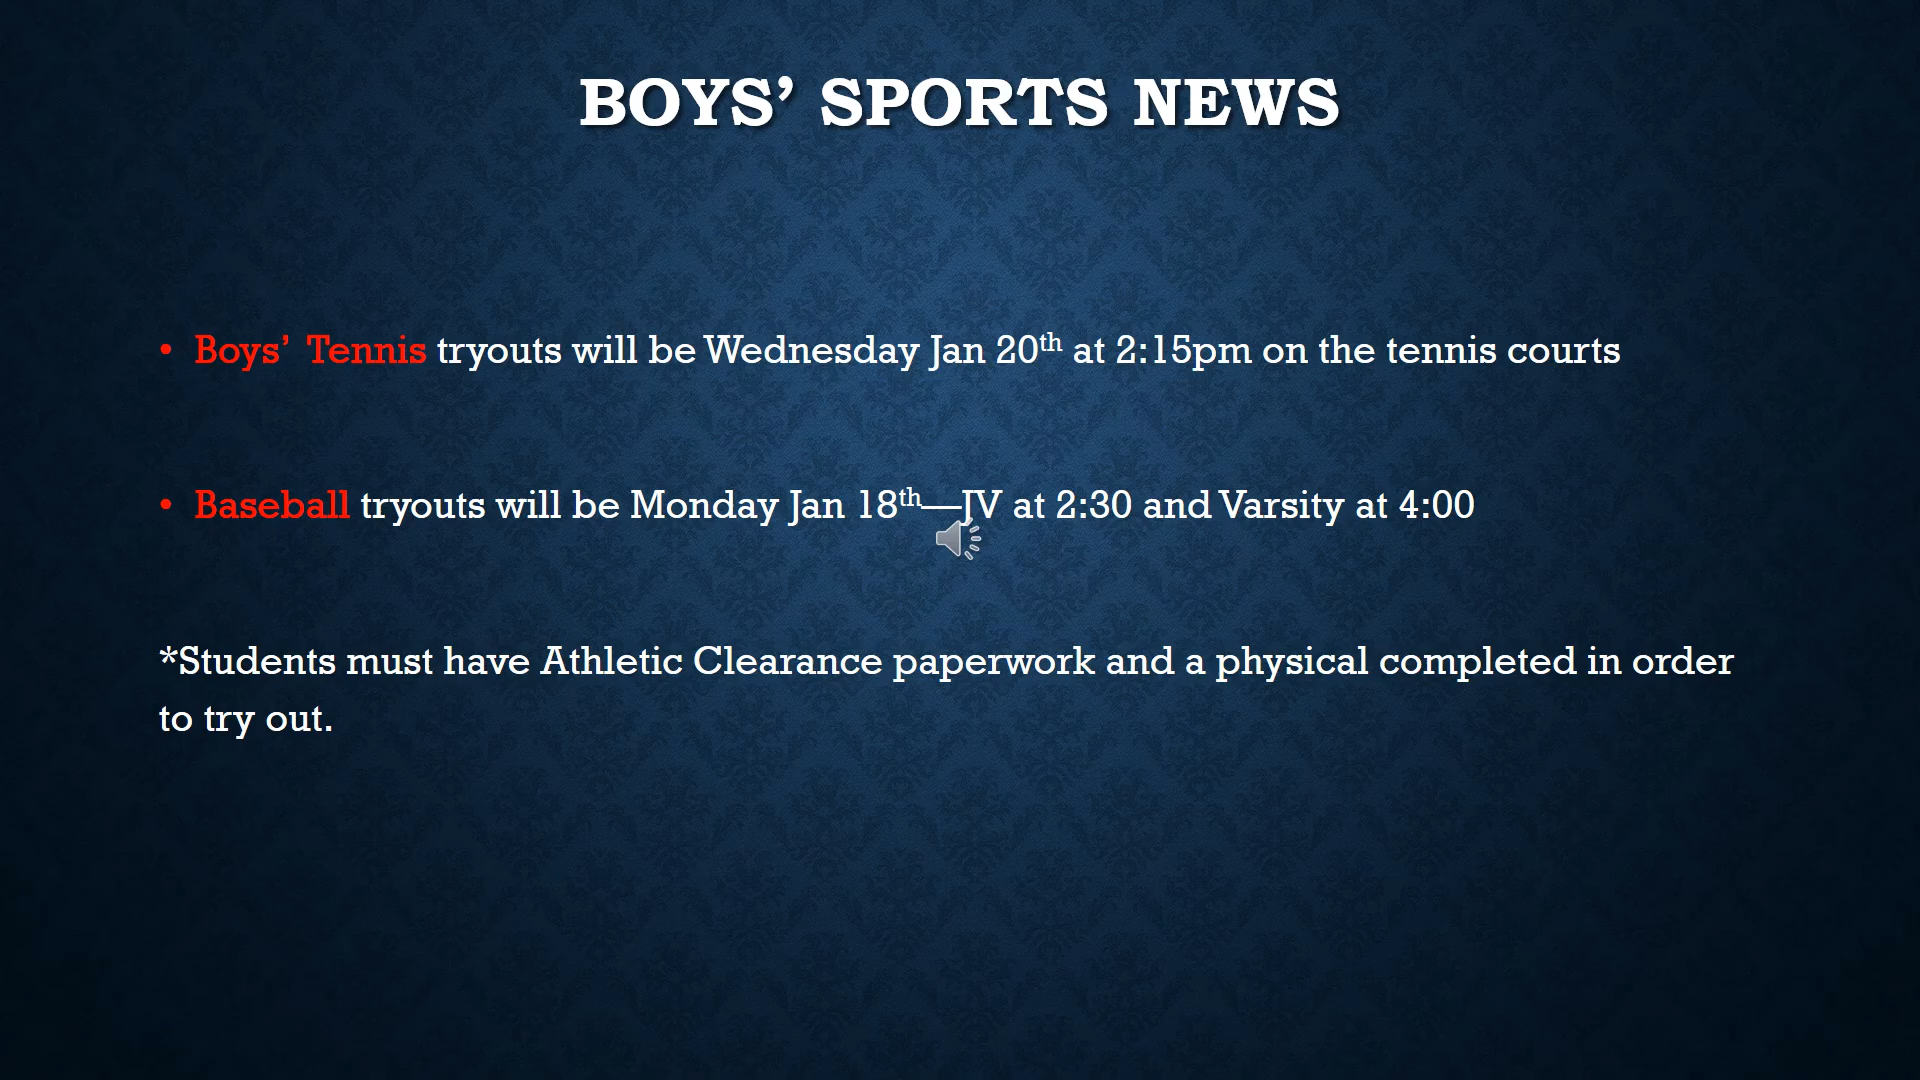 BOYS’ SPORTS NEWS
• Boys’ Tennis tryouts will be Wednesday Jan 20th at 2:15pm on the tennis courts
• Baseball tryouts will be Monday Jan 18th—JV at 2:30 and Varsity at 4:00
*Students must have Athletic Clearance paperwork and a physical completed in order
to try out.